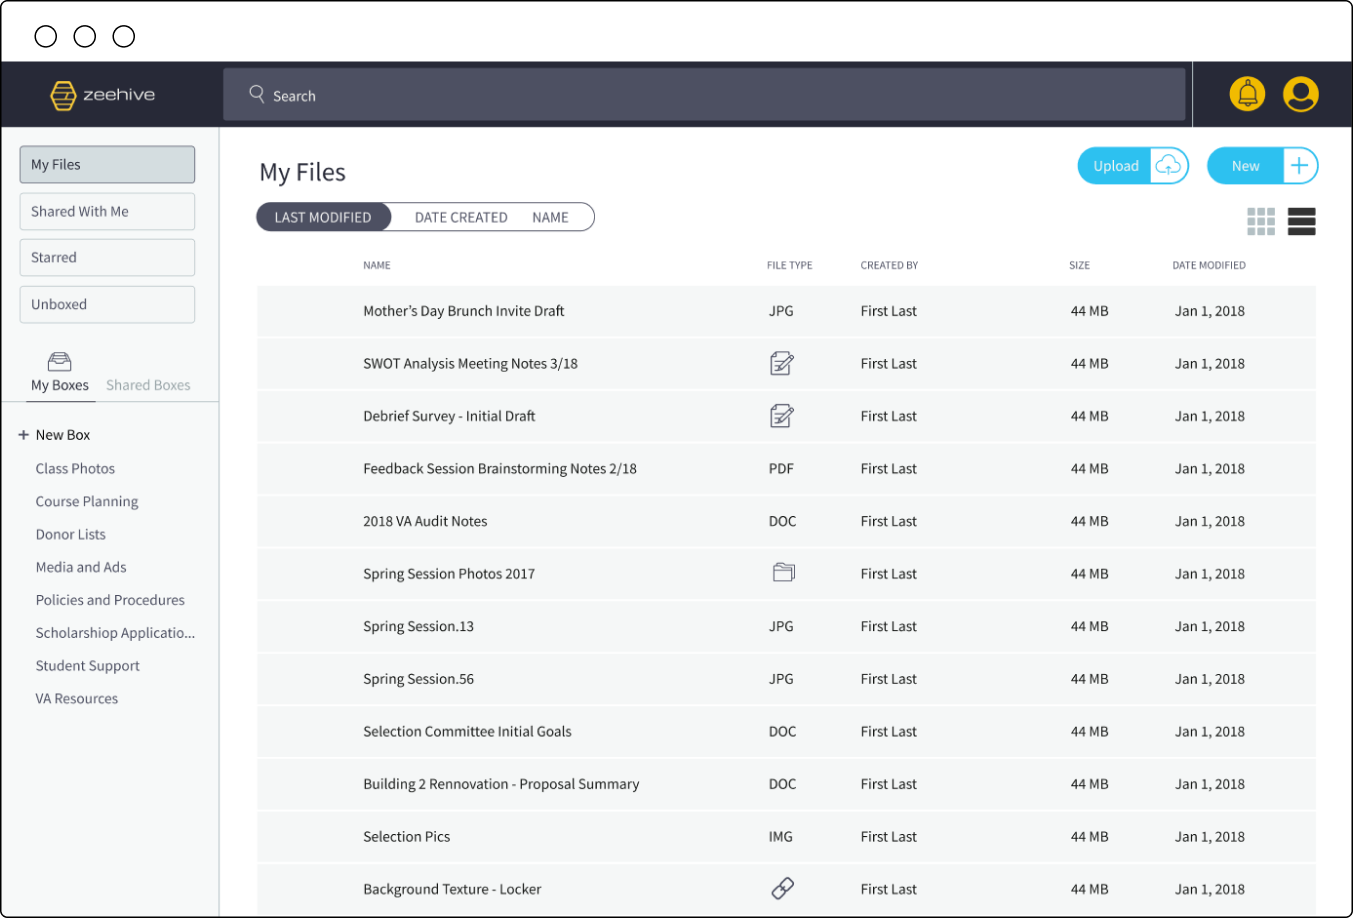 zeehive
Search
My Files
Shared With Me
Starred
Unboxed
My Boxes Shared Boxes
+ New Box
Class Photos
Course Planning
Donor Lists
Media and Ads
Policies and Procedures
Scholarshiop Applicatio...
Student Support
VA Resources
My Files
Upload New
LAST MODIFIED DATE CREATED NAME
NAME FILE TYPE CREATED BY SIZE DATE MODIFIED
Mother’s Day Brunch Invite Draft JPG First Last 44 MB Jan 1, 2018
SWOT Analysis Meeting Notes 3/18 First Last 44 MB Jan 1, 2018
Debrief Survey - Initial Draft First Last 44 MB Jan 1, 2018
Feedback Session Brainstorming Notes 2/18 PDF First Last 44 MB Jan 1, 2018
2018 VA Audit Notes DOC First Last 44 MB Jan 1, 2018
Spring Session Photos 2017 First Last 44 MB Jan 1, 2018
Spring Session.13 JPG First Last 44 MB Jan 1, 2018
Spring Session.56 JPG First Last 44 MB Jan 1, 2018
Selection Committee Initial Goals DOC First Last 44 MB Jan 1, 2018
Building 2 Rennovation - Proposal Summary DOC First Last 44 MB Jan 1, 2018
Selection Pics IMG First Last 44 MB Jan 1, 2018
Background Texture - Locker First Last 44 MB Jan 1, 2018